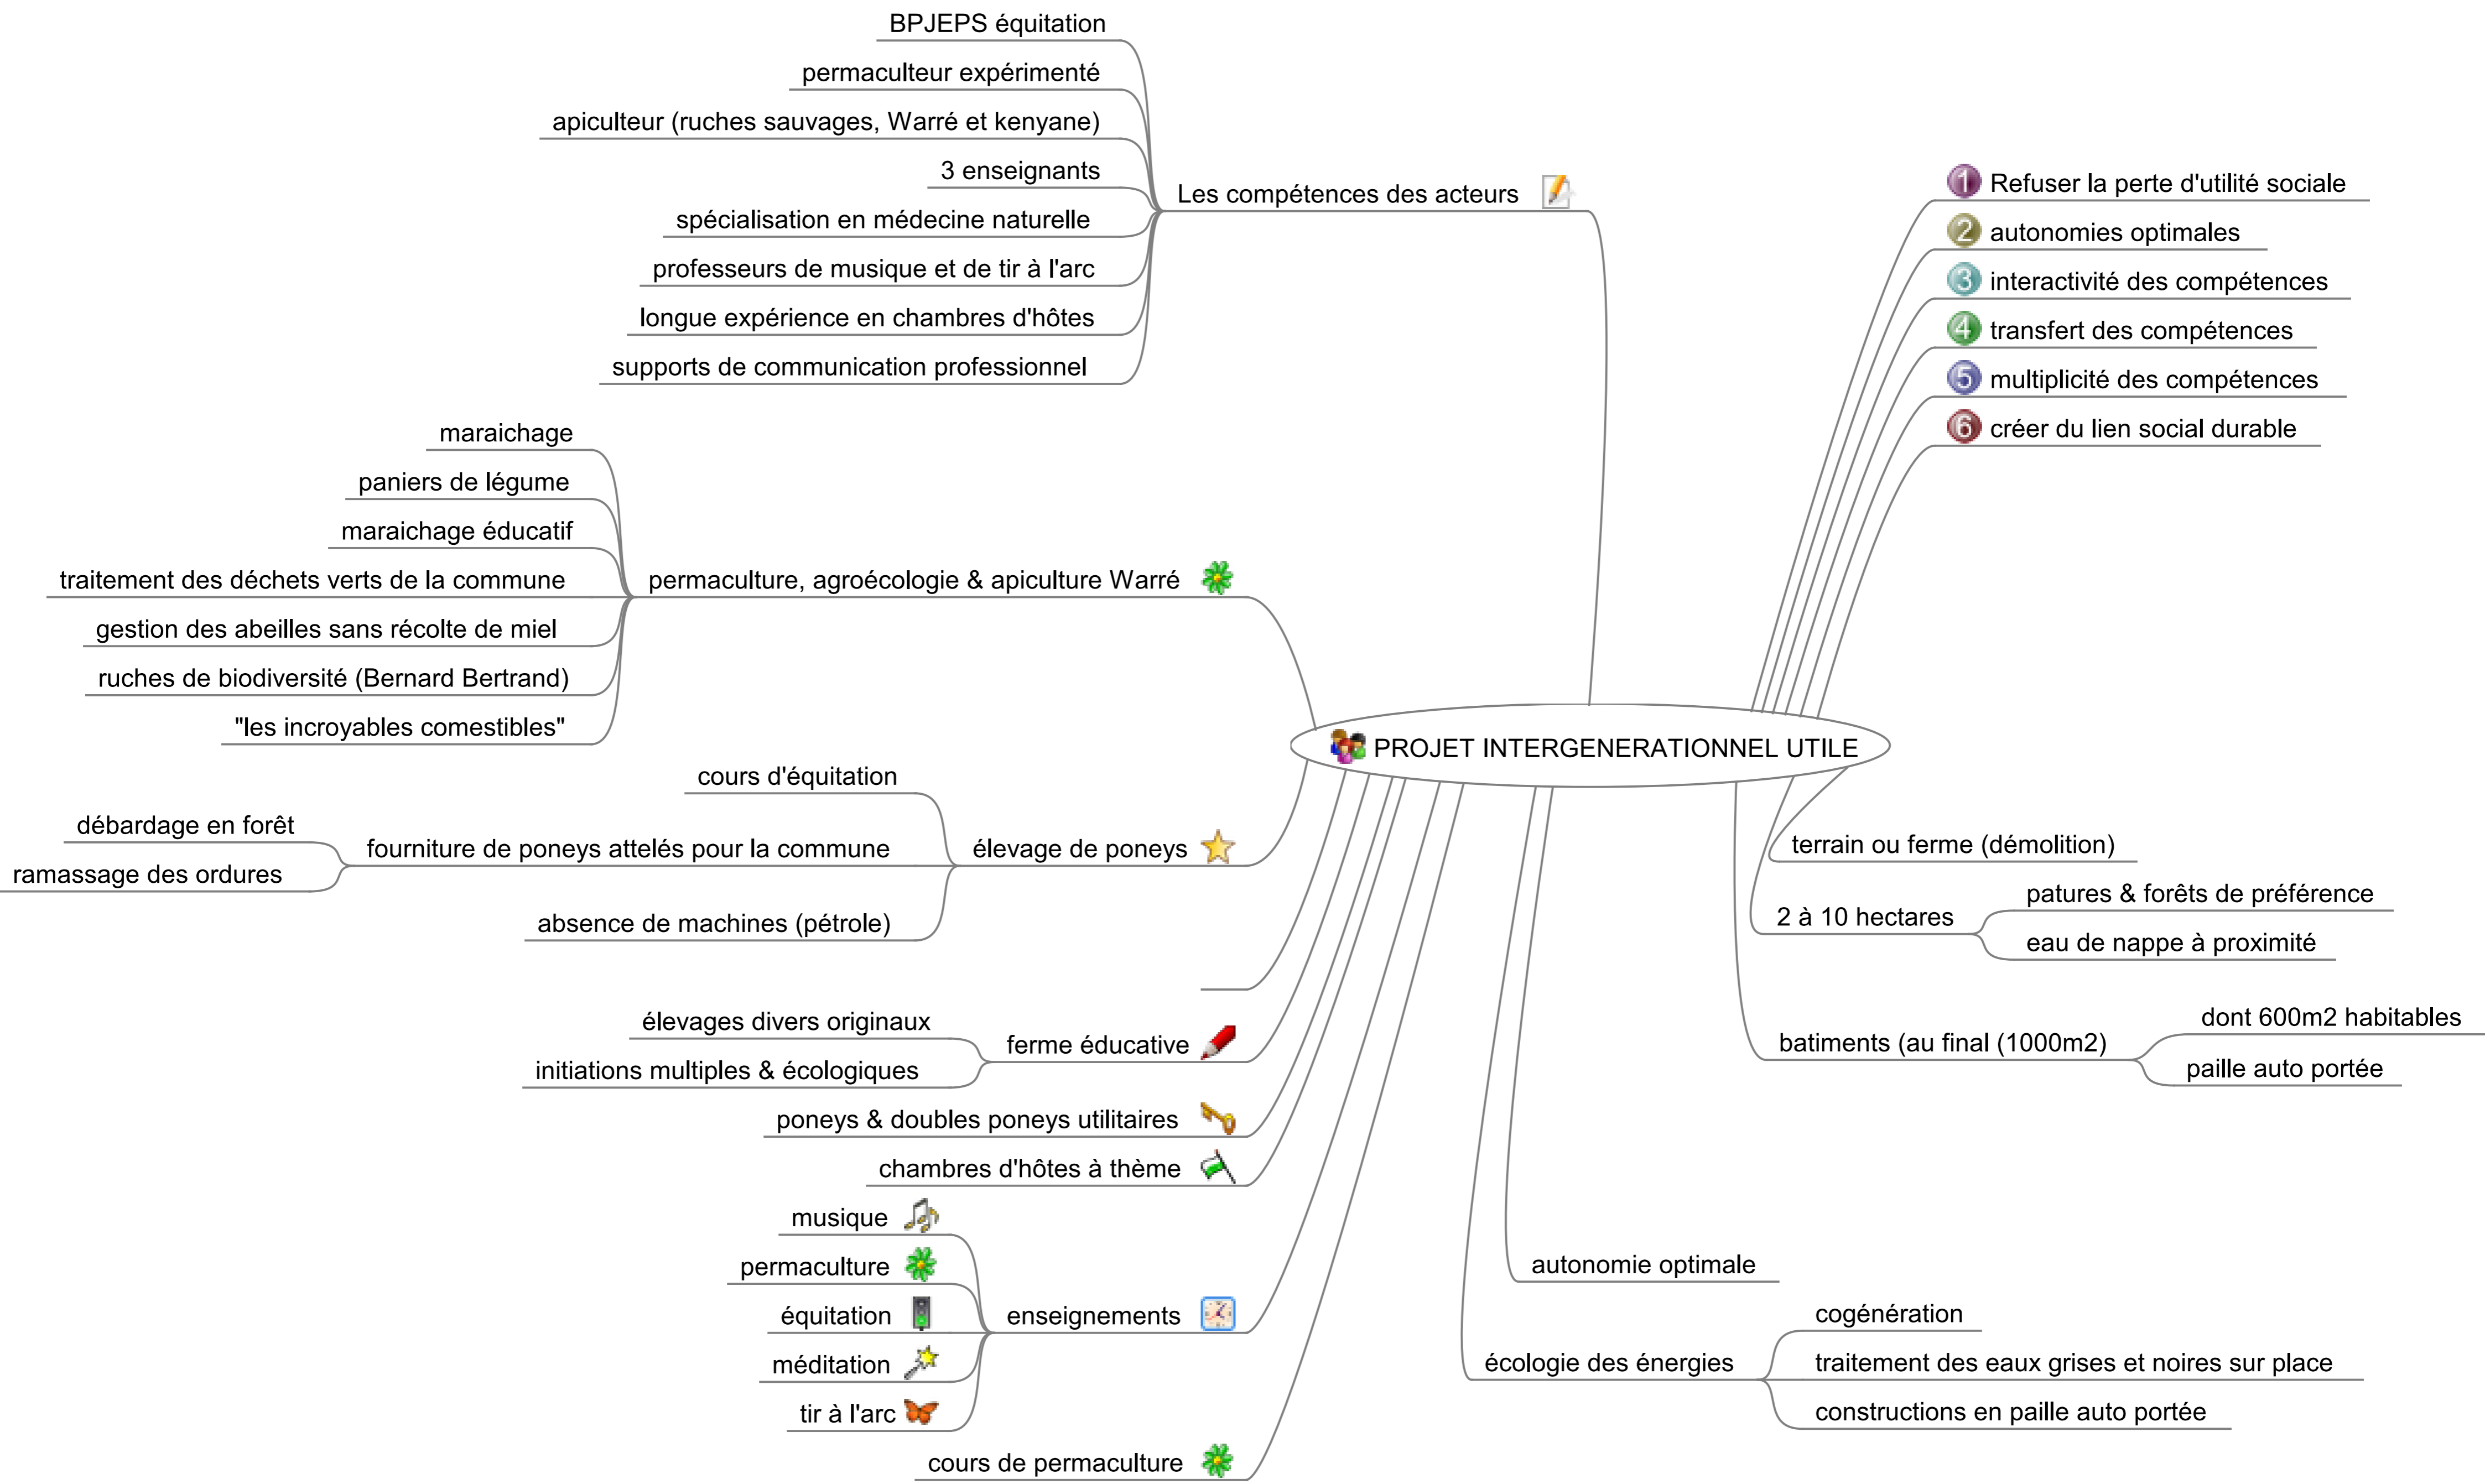 PROJET INTERGENERATIONNEL UTILE
1 Refuser la perte d'utilité sociale
2 autonomies optimales
3 interactivité des compétences
4 transfert des compétences
5 multiplicité des compétences
6 créer du lien social durable
terrain ou ferme (démolition)
2 à 10 hectares
patures & forêts de préférence
eau de nappe à proximité
batiments (au final (1000m2)
dont 600m2 habitables
paille auto portée
autonomie optimale
écologie des énergies
cogénération
traitement des eaux grises et noires sur place
constructions en paille auto portée
Les compétences des acteurs
BPJEPS équitation
permaculteur expérimenté
apiculteur (ruches sauvages, Warré et kenyane)
3 enseignants
spécialisation en médecine naturelle
professeurs de musique et de tir à l'arc
longue expérience en chambres d'hôtes
supports de communication professionnel
permaculture, agroécologie & apiculture Warré
maraichage
paniers de légume
maraichage éducatif
traitement des déchets verts de la commune
gestion des abeilles sans récolte de miel
ruches de biodiversité (Bernard Bertrand)
"les incroyables comestibles"
élevage de poneys
cours d'équitation
fourniture de poneys attelés pour la commune
débardage en forêt
ramassage des ordures
absence de machines (pétrole)
ferme éducative
élevages divers originaux
initiations multiples & écologiques
poneys & doubles poneys utilitaires
chambres d'hôtes à thème
enseignements
musique
permaculture
équitation
méditation
tir à l'arc
cours de permaculture